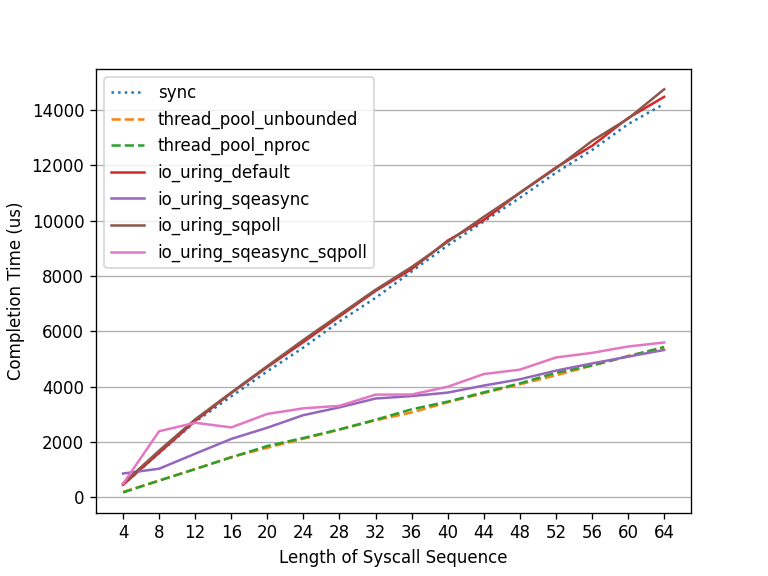 sync
thread_pool_unbounded
thread_pool_nproc
io_uring_default
io_uring_sqeasync
io_uring_sqpoll
io_uring_sqeasync_sqpoll
14000
12000
10000
8000
6000
4000
2000
0
Completion Time (us)
4 8 12 16 20 24 28 32 36 40 44 48 52 56 60 64
Length of Syscall Sequence